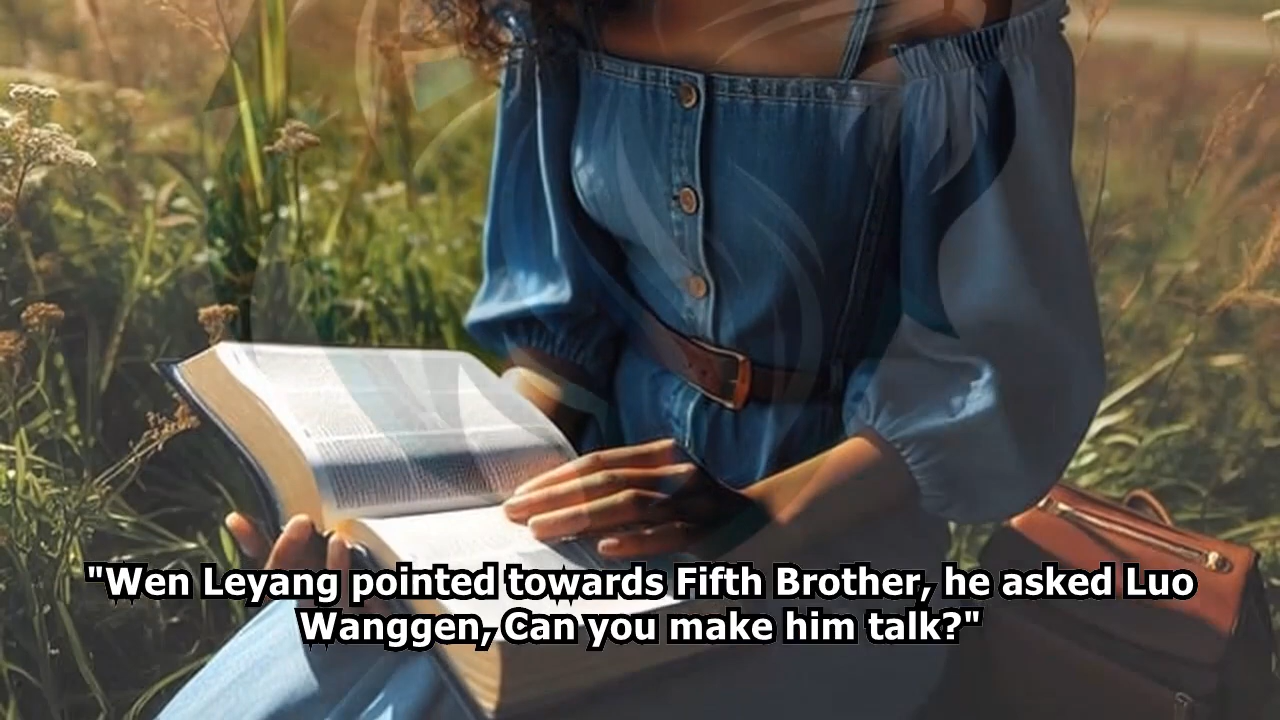 "Wen Leyang pointed towards Fifth Brother, he asked Luo
Wanggen, Can you make him talk?"